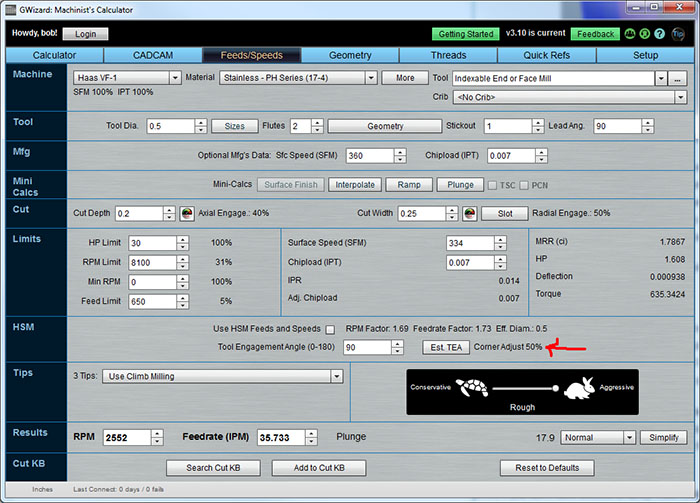 GWizard: Machinist's Calculator
Howdy, bob! Login Getting Started v3.10 is current Feedback Tip
Calculator CADCAM Feeds/Speeds Geometry Threads Quick Refs Setup
Machine Haas VF-1 Material Stainless - PH Series (17-4) More Tool Indexable End or Face Mill ...
SFM 100% IPT 100% Crib <No Crib>
Tool Tool Dia. 0.5 Sizes Flutes 2 Geometry Stickout 1 Lead Ang. 90
Mfg Optional Mfg's Data: Sfc Speed (SFM) 360 Chipload (IPT) 0.007
Mini Calcs Mini-Calcs Surface Finish Interpolate Ramp Plunge TSC PCN
Cut Cut Depth 0.2 Axial Engage.: 40% Cut Width 0.25 Slot Radial Engage.: 50%
Limits HP Limit 30 100% Surface Speed (SFM) 334 MRR (ci) 1.7867
RPM Limit 8100 31% Chipload (IPT) 0.007 HP 1.608
Min RPM 0 100% IPR 0.014 Deflection 0.000938
Feed Limit 650 5% Adj. Chipload 0.007 Torque 635.3424
HSM Use HSM Feeds and Speeds RPM Factor: 1.69 Feedrate Factor: 1.73 Eff. Diam.: 0.5
Tool Engagement Angle (0-180) 90 Est. TEA Corner Adjust 50%
Tips 3 Tips: Use Climb Milling Conservative Aggressive
Rough
Results RPM 2552 Feedrate (IPM) 35.733 Plunge 17.9 Normal Simplify
Cut KB Search Cut KB Add to Cut KB Reset to Defaults
Inches Last Connect: 0 days / 0 fails